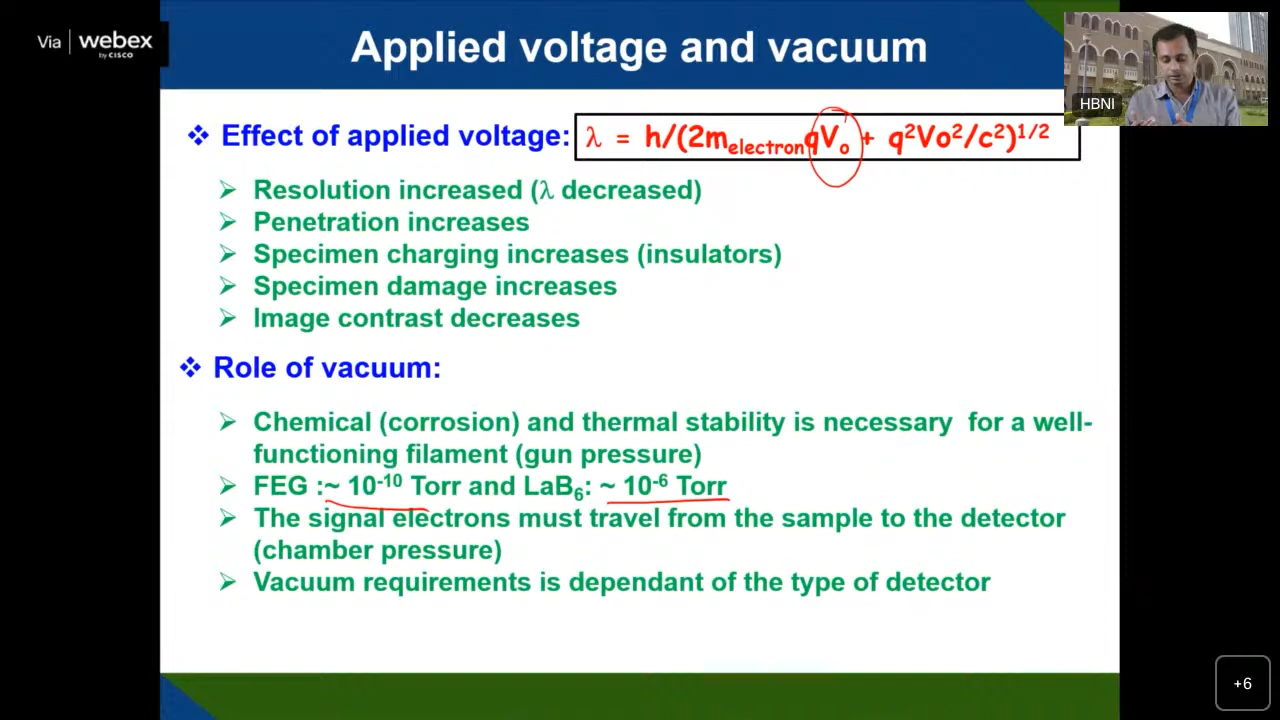 Via | webex
by CISCO
Applied voltage and vacuum
HBNI
❖ Effect of applied voltage: λ = h/(2m_electron qV_o + q²Vo²/c²)^1/2
➢ Resolution increased (λ decreased)
➢ Penetration increases
➢ Specimen charging increases (insulators)
➢ Specimen damage increases
➢ Image contrast decreases
❖ Role of vacuum:
➢ Chemical (corrosion) and thermal stability is necessary for a well-
functioning filament (gun pressure)
➢ FEG :~ 10⁻¹⁰ Torr and LaB₆: ~ 10⁻⁶ Torr
➢ The signal electrons must travel from the sample to the detector
(chamber pressure)
➢ Vacuum requirements is dependant of the type of detector
+6